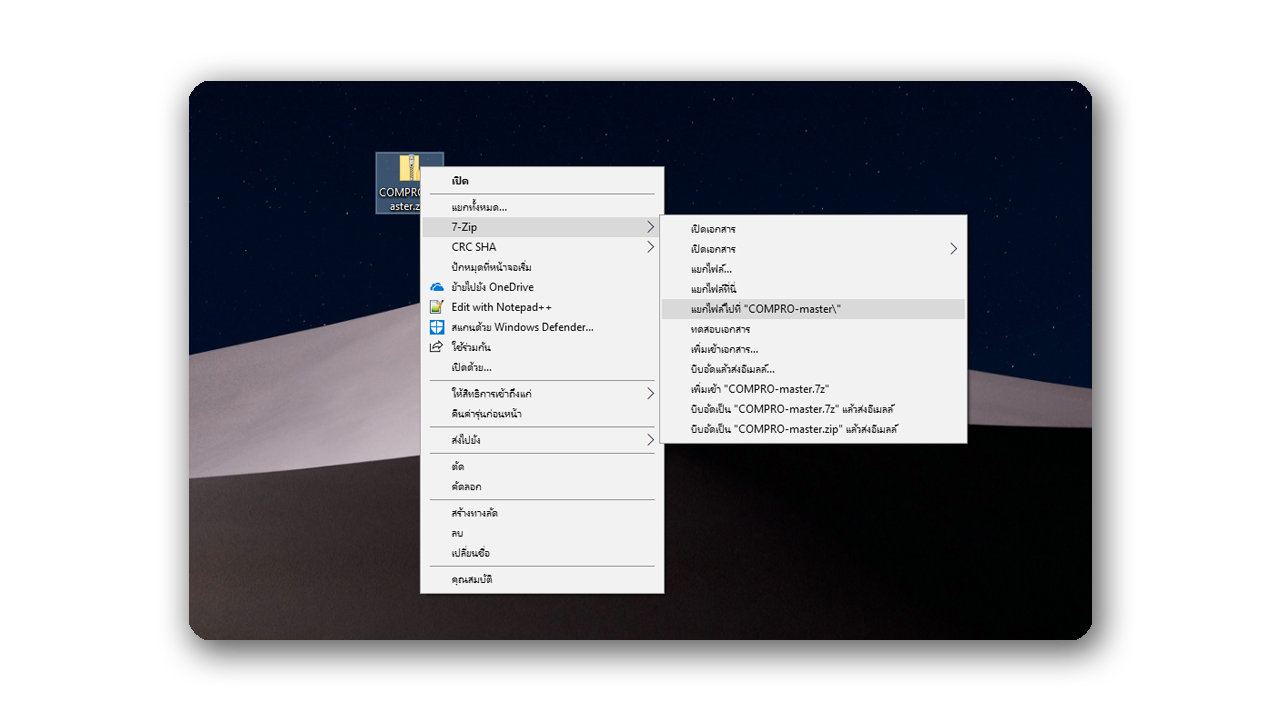 COMPRO
aster.z
เปิด
แยกทั้งหมด...
7-Zip
CRC SHA
ปักหมุดที่หน้าจอเริ่ม
ย้ายไปยัง OneDrive
Edit with Notepad++
สแกนด้วย Windows Defender...
ใช้ร่วมกัน
เปิดด้วย...
ให้สิทธิการเข้าถึงแก่
คืนค่ารุ่นก่อนหน้า
ส่งไปยัง
ตัด
คัดลอก
สร้างทางลัด
ลบ
เปลี่ยนชื่อ
คุณสมบัติ
เปิดเอกสาร
เปิดเอกสาร
แยกไฟล์...
แยกไฟล์ที่นี่
แยกไฟล์ไปที่ "COMPRO-master\"
ทดสอบเอกสาร
เพิ่มเข้าเอกสาร...
บีบอัดแล้วส่งอีเมลล์...
เพิ่มเข้า "COMPRO-master.7z"
บีบอัดเป็น "COMPRO-master.7z" แล้วส่งอีเมลล์
บีบอัดเป็น "COMPRO-master.zip" แล้วส่งอีเมลล์